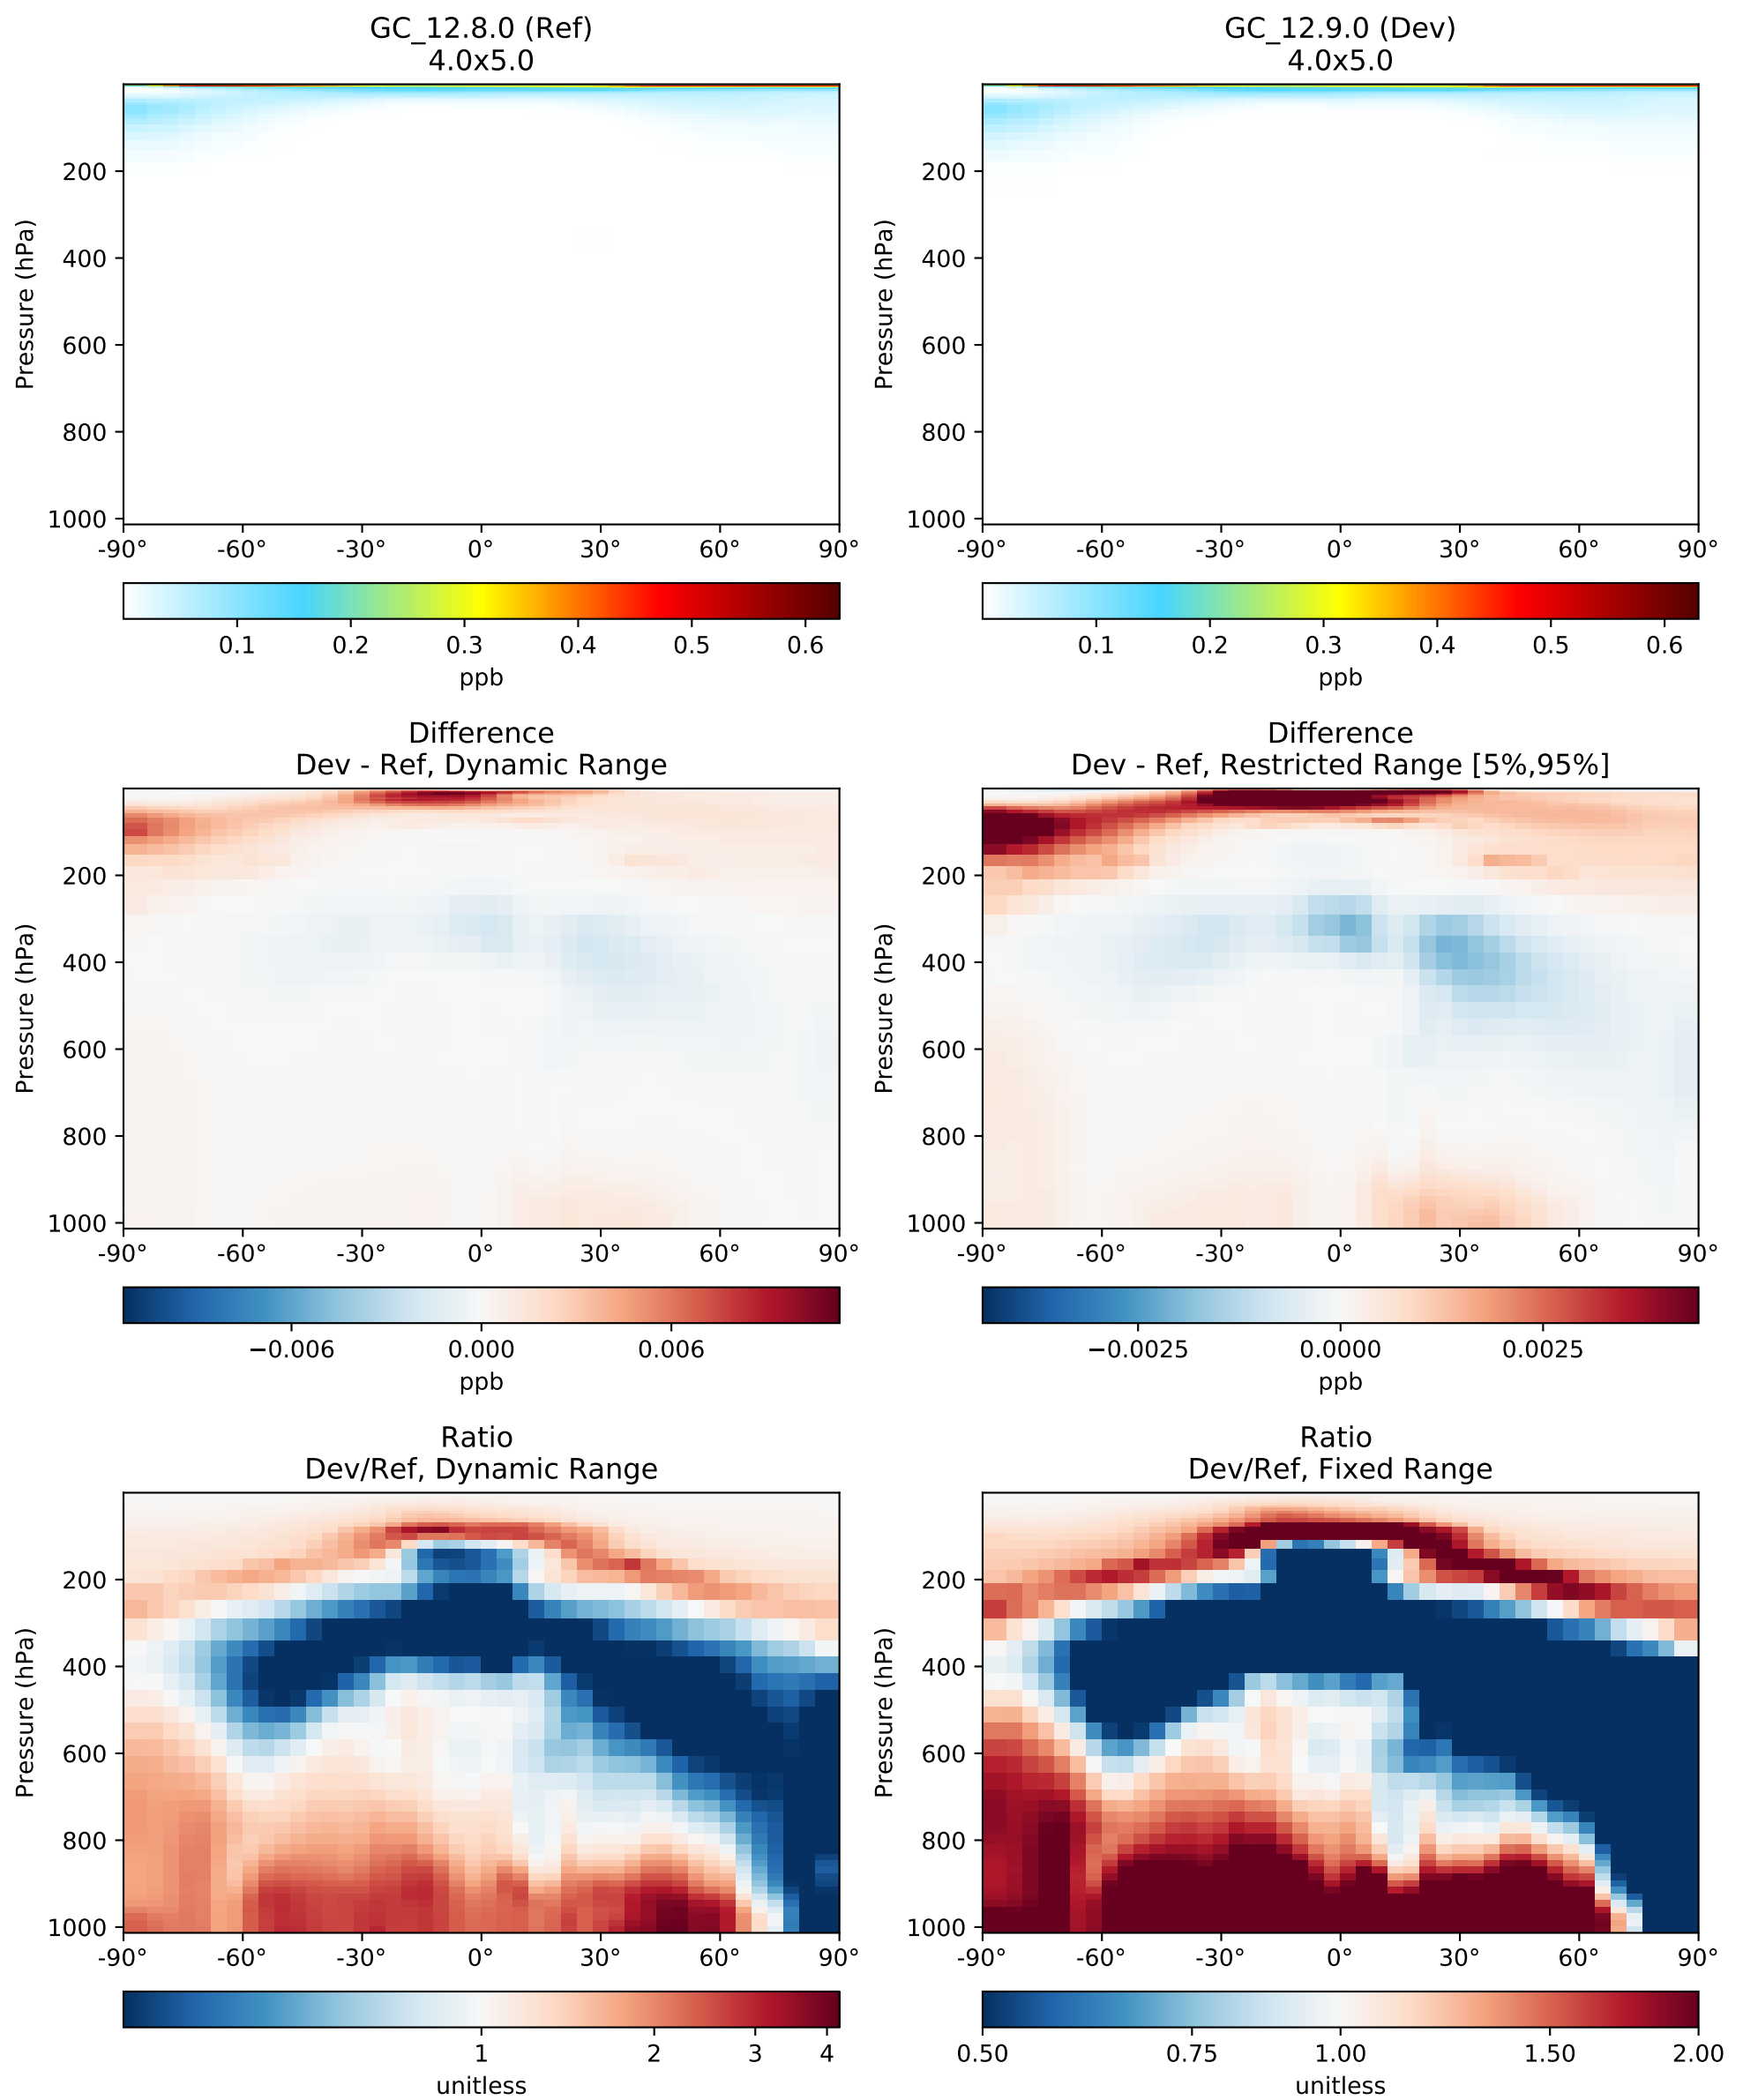 GC_12.8.0 (Ref)
4.0x5.0
Pressure (hPa)
200
400
600
800
1000
-90° -60° -30° 0° 30° 60° 90°
0.1 0.2 0.3 0.4 0.5 0.6
ppb
GC_12.9.0 (Dev)
4.0x5.0
Pressure (hPa)
200
400
600
800
1000
-90° -60° -30° 0° 30° 60° 90°
0.1 0.2 0.3 0.4 0.5 0.6
ppb
Difference
Dev - Ref, Dynamic Range
Pressure (hPa)
200
400
600
800
1000
-90° -60° -30° 0° 30° 60° 90°
−0.006 0.000 0.006
ppb
Difference
Dev - Ref, Restricted Range [5%,95%]
Pressure (hPa)
200
400
600
800
1000
-90° -60° -30° 0° 30° 60° 90°
−0.0025 0.0000 0.0025
ppb
Ratio
Dev/Ref, Dynamic Range
Pressure (hPa)
200
400
600
800
1000
-90° -60° -30° 0° 30° 60° 90°
1 2 3 4
unitless
Ratio
Dev/Ref, Fixed Range
Pressure (hPa)
200
400
600
800
1000
-90° -60° -30° 0° 30° 60° 90°
0.50 0.75 1.00 1.50 2.00
unitless